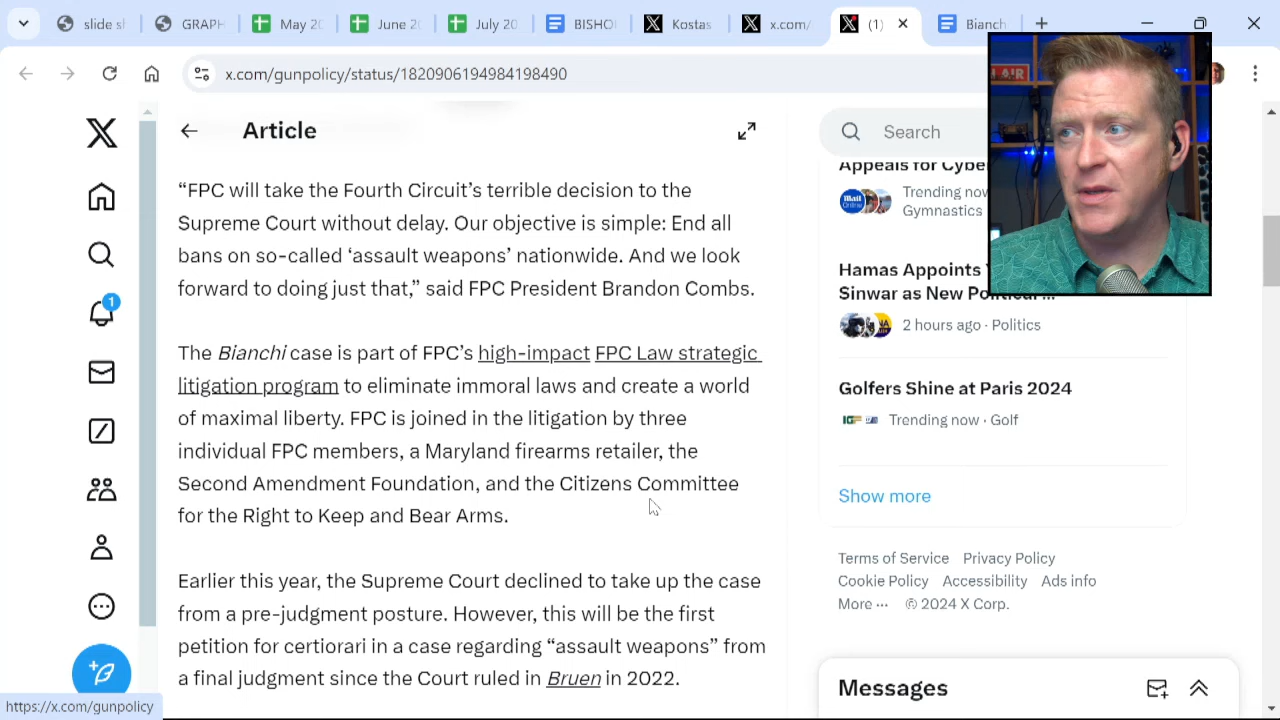 slide s
GRAPH
May 20
June 20
July 20
BISHO
Kostas
x.com/
(1)
Bianch
x.com/gunpolicy/status/1820906194984198490
Article
“FPC will take the Fourth Circuit’s terrible decision to the
Supreme Court without delay. Our objective is simple: End all
bans on so-called ‘assault weapons’ nationwide. And we look
forward to doing just that,” said FPC President Brandon Combs.
The Bianchi case is part of FPC’s high-impact FPC Law strategic
litigation program to eliminate immoral laws and create a world
of maximal liberty. FPC is joined in the litigation by three
individual FPC members, a Maryland firearms retailer, the
Second Amendment Foundation, and the Citizens Committee
for the Right to Keep and Bear Arms.
Earlier this year, the Supreme Court declined to take up the case
from a pre-judgment posture. However, this will be the first
petition for certiorari in a case regarding “assault weapons” from
a final judgment since the Court ruled in Bruen in 2022.
1
https://x.com/gunpolicy
Search
Appeals for Cyber
Mail
Online
Trending now
Gymnastics
Hamas Appoints Y
Sinwar as New Political ...
2 hours ago · Politics
Golfers Shine at Paris 2024
IGF
Trending now · Golf
Show more
Terms of Service Privacy Policy
Cookie Policy Accessibility Ads info
More ··· © 2024 X Corp.
Messages
AIR